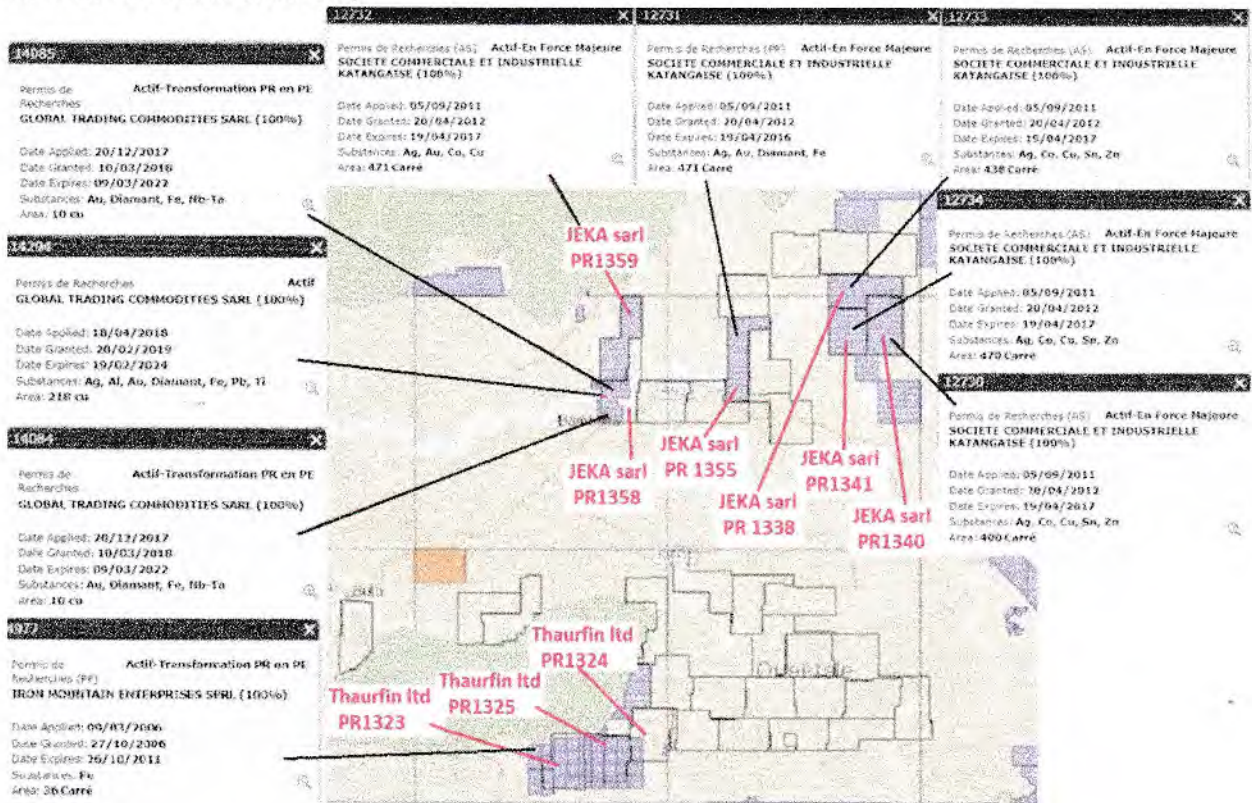 12732
Permis de Recherches (AS) Actif-En Force Majeure
SOCIETE COMMERCIALE ET INDUSTRIELLE
KATANGAISE (100%)
Date Applied: 05/09/2011
Date Granted: 20/04/2012
Date Expires: 19/04/2017
Substances: Ag, Au, Co, Cu
Area: 471 Carré
12731
Permis de Recherches (PR) Actif-En Force Majeure
SOCIETE COMMERCIALE ET INDUSTRIELLE
KATANGAISE (100%)
Date Applied: 05/09/2011
Date Granted: 20/04/2012
Date Expires: 19/04/2016
Substances: Ag, Au, Diamant, Fe
Area: 471 Carré
12733
Permis de Recherches (AS) Actif-En Force Majeure
SOCIETE COMMERCIALE ET INDUSTRIELLE
KATANGAISE (100%)
Date Applied: 05/09/2011
Date Granted: 20/04/2012
Date Expires: 19/04/2017
Substances: Ag, Co, Cu, Sn, Zn
Area: 438 Carré
14085
Permis de Actif-Transformation PR en PE
Recherches
GLOBAL TRADING COMMODITIES SARL (100%)
Date Applied: 20/12/2017
Date Granted: 10/03/2018
Date Expires: 09/03/2022
Substances: Au, Diamant, Fe, Nb-Ta
Area: 10 cu
14294
Permis de Recherches Actif
GLOBAL TRADING COMMODITIES SARL (100%)
Date Applied: 18/04/2018
Date Granted: 20/02/2019
Date Expires: 19/02/2024
Substances: Ag, Al, Au, Diamant, Fe, Pb, Ti
Area: 218 cu
14084
Permis de Actif-Transformation PR en PE
Recherches
GLOBAL TRADING COMMODITIES SARL (100%)
Date Applied: 20/12/2017
Date Granted: 10/03/2018
Date Expires: 09/03/2022
Substances: Au, Diamant, Fe, Nb-Ta
Area: 10 cu
Permis de Actif-Transformation PR en PE
Recherches (PF)
IRON MOUNTAIN ENTERPRISES SPRL (100%)
Date Applied: 09/03/2006
Date Granted: 27/10/2006
Date Expires: 26/10/2011
Substances: Fe
Area: 36 Carré
12734
Permis de Recherches (AS) Actif-En Force Majeure
SOCIETE COMMERCIALE ET INDUSTRIELLE
KATANGAISE (100%)
Date Applied: 05/09/2011
Date Granted: 20/04/2012
Date Expires: 19/04/2017
Substances: Ag, Co, Cu, Sn, Zn
Area: 470 Carré
12730
Permis de Recherches (AS) Actif-En Force Majeure
SOCIETE COMMERCIALE ET INDUSTRIELLE
KATANGAISE (100%)
Date Applied: 05/09/2011
Date Granted: 20/04/2012
Date Expires: 19/04/2017
Substances: Ag, Co, Cu, Sn, Zn
Area: 400 Carré
JEKA sarl
PR1359
JEKA sarl
PR1358
JEKA sarl
PR 1355
JEKA sarl
PR 1338
JEKA sarl
PR1341
JEKA sarl
PR1340
Thaurfin ltd
PR1324
Thaurfin ltd
PR1325
Thaurfin ltd
PR1323